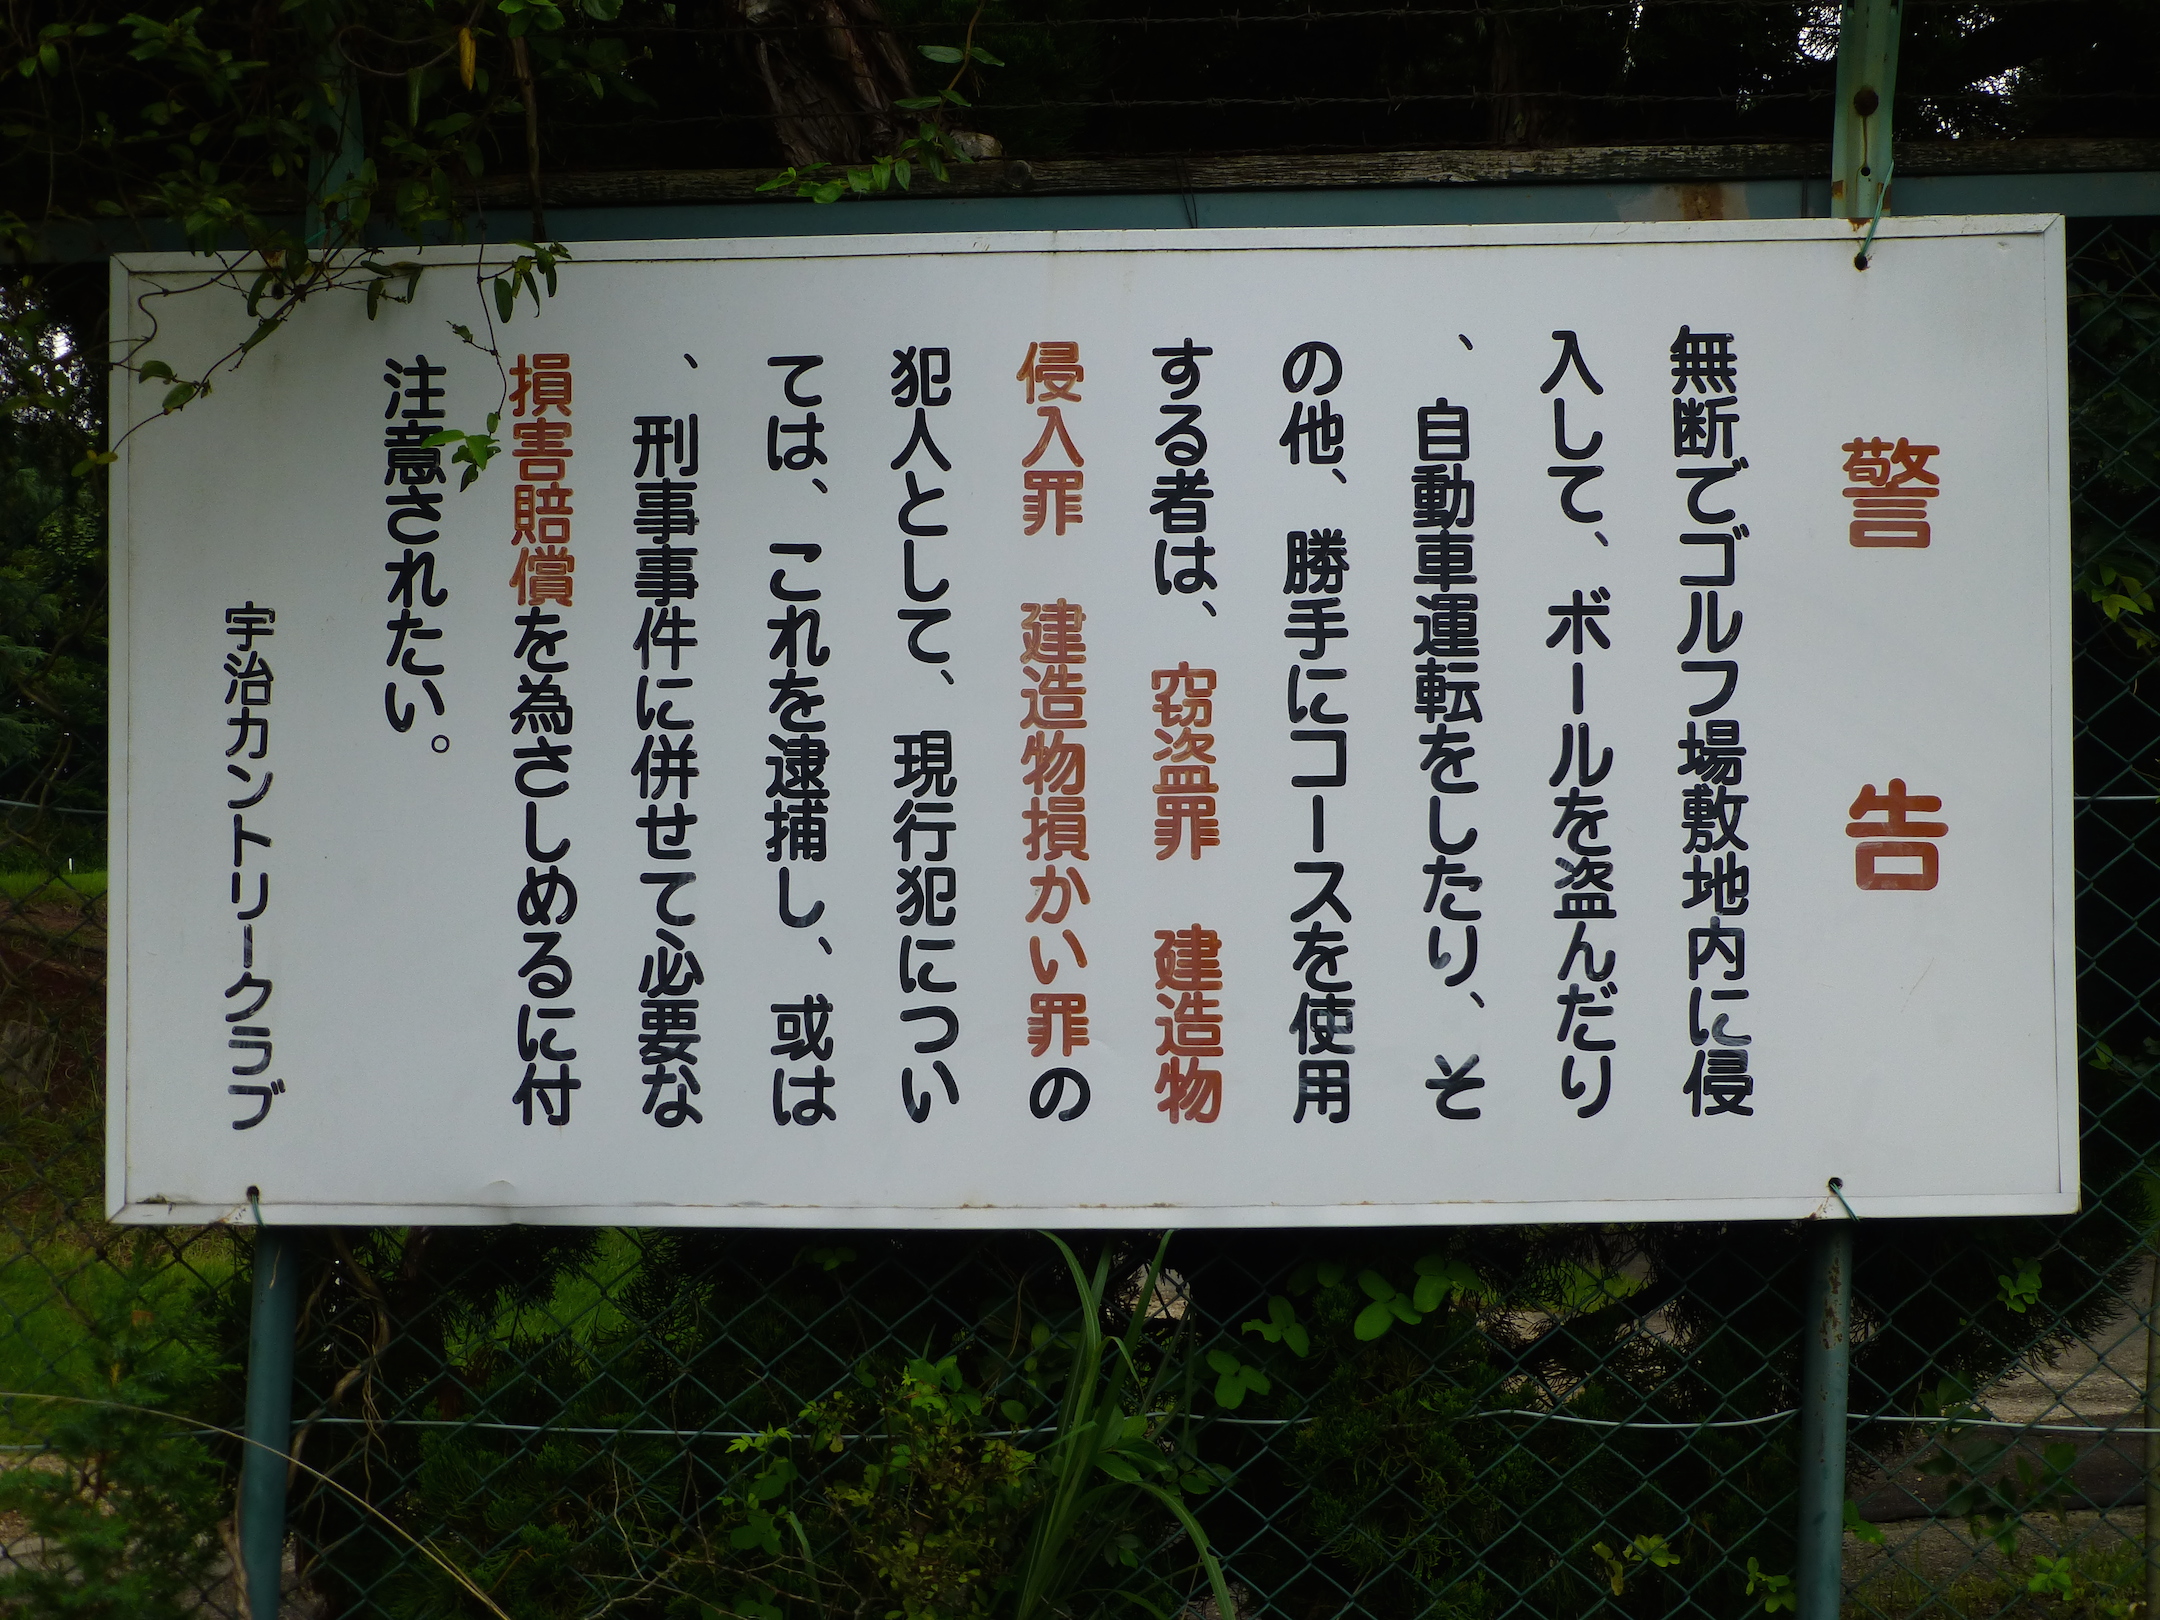 警告
無断でゴルフ場敷地内に侵
入して、ボールを盗んだり
、自動車運転をしたり、そ
の他、勝手にコースを使用
する者は、窃盗罪　建造物
侵入罪　建造物損かい罪の
犯人として、現行犯につい
ては、これを逮捕し、或は
、刑事事件に併せて必要な
損害賠償を為さしめるに付
注意されたい。
宇治カントリークラブ